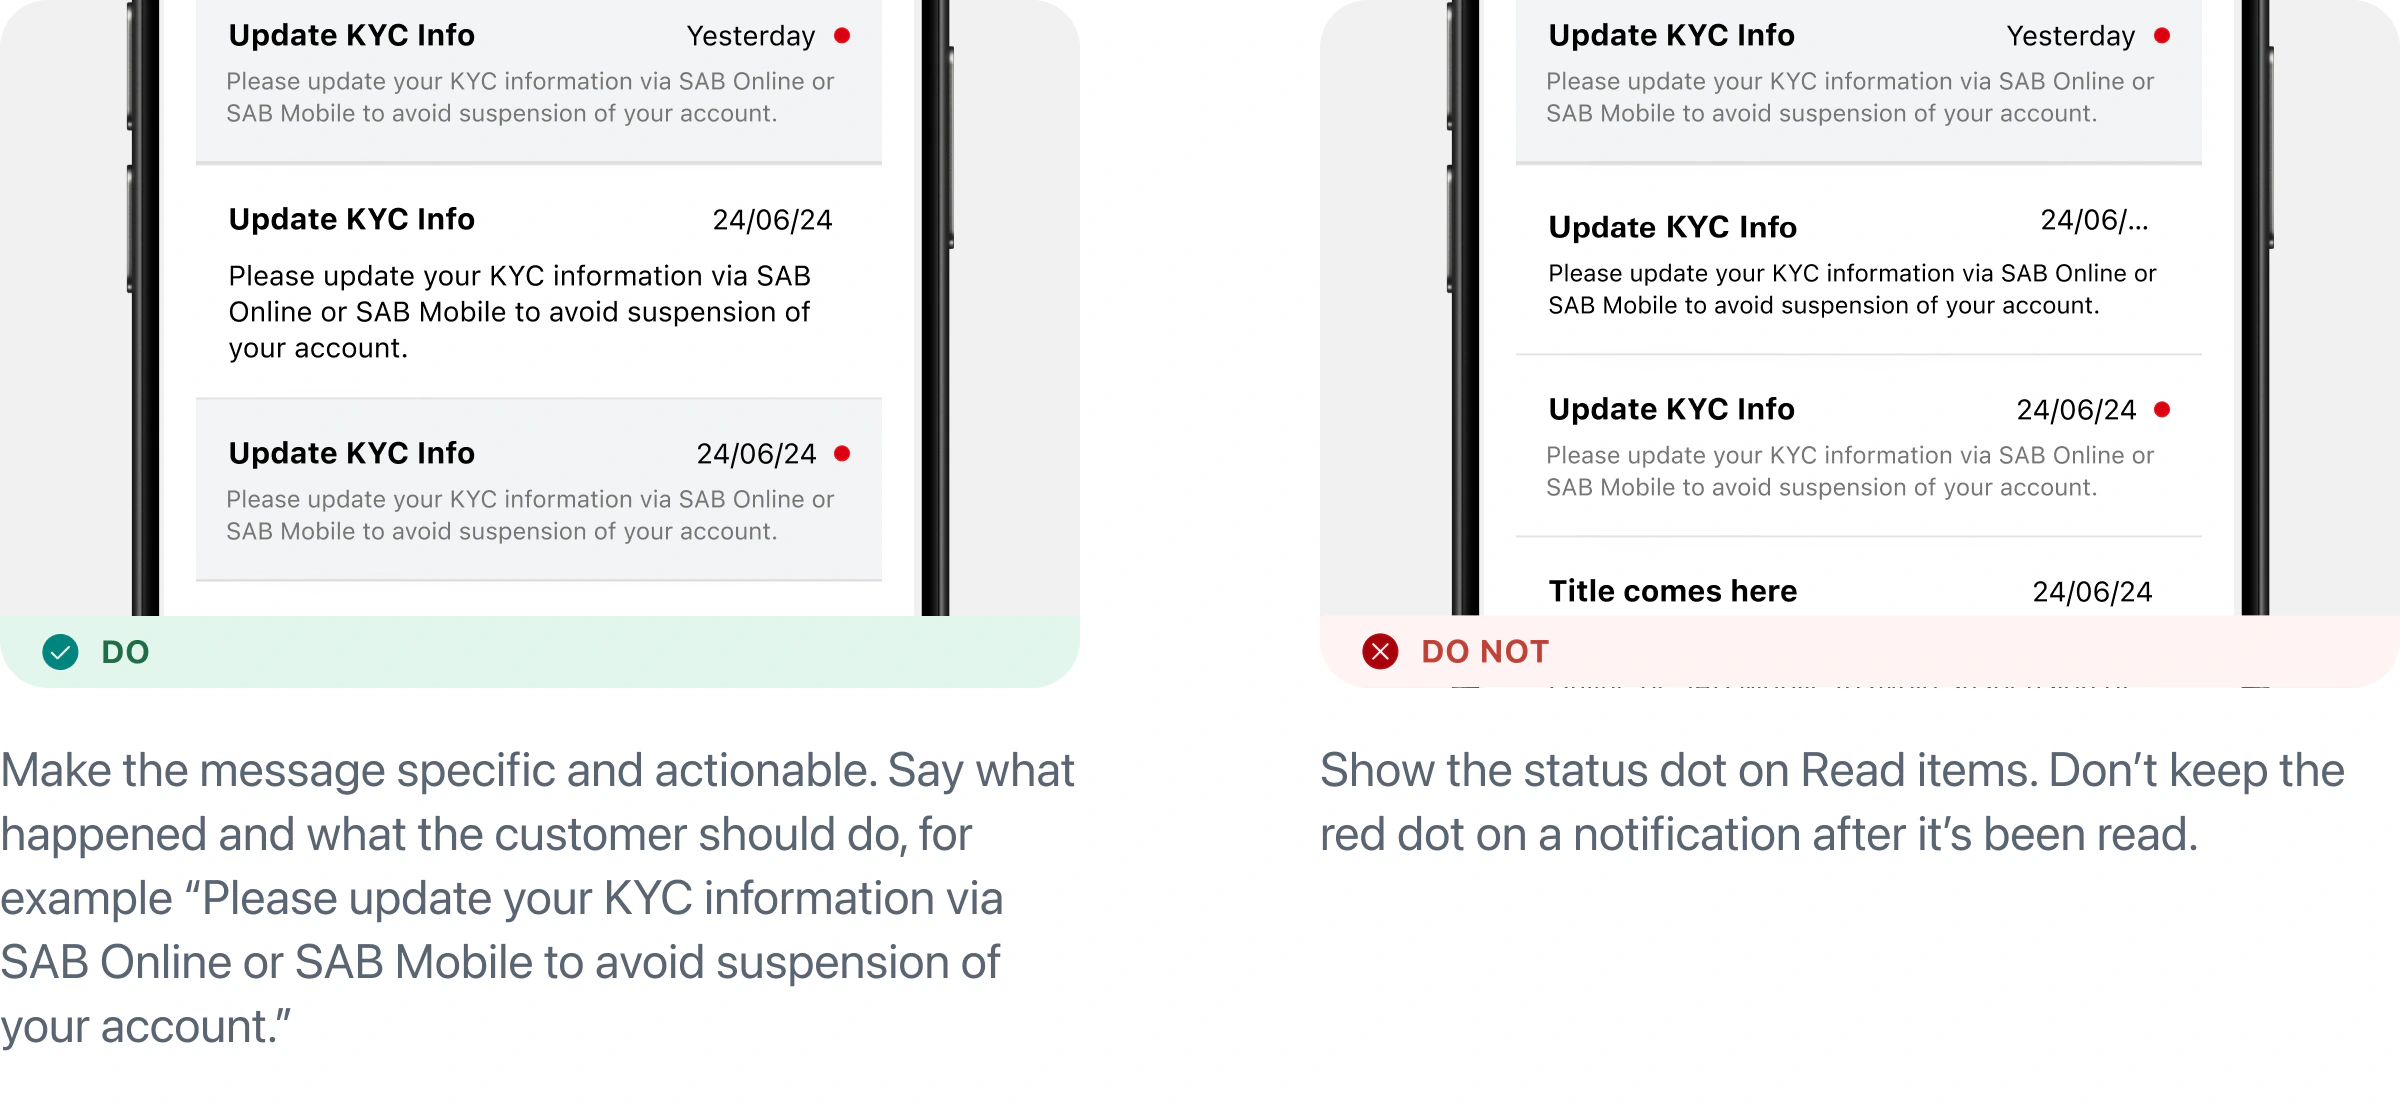 Update KYC Info Yesterday
Please update your KYC information via SAB Online or
SAB Mobile to avoid suspension of your account.
Update KYC Info 24/06/24
Please update your KYC information via SAB
Online or SAB Mobile to avoid suspension of
your account.
Update KYC Info 24/06/24
Please update your KYC information via SAB Online or
SAB Mobile to avoid suspension of your account.
DO
Make the message specific and actionable. Say what
happened and what the customer should do, for
example “Please update your KYC information via
SAB Online or SAB Mobile to avoid suspension of
your account.”
Update KYC Info Yesterday
Please update your KYC information via SAB Online or
SAB Mobile to avoid suspension of your account.
Update KYC Info 24/06/...
Please update your KYC information via SAB Online or
SAB Mobile to avoid suspension of your account.
Update KYC Info 24/06/24
Please update your KYC information via SAB Online or
SAB Mobile to avoid suspension of your account.
Title comes here 24/06/24
DO NOT
Show the status dot on Read items. Don’t keep the
red dot on a notification after it’s been read.